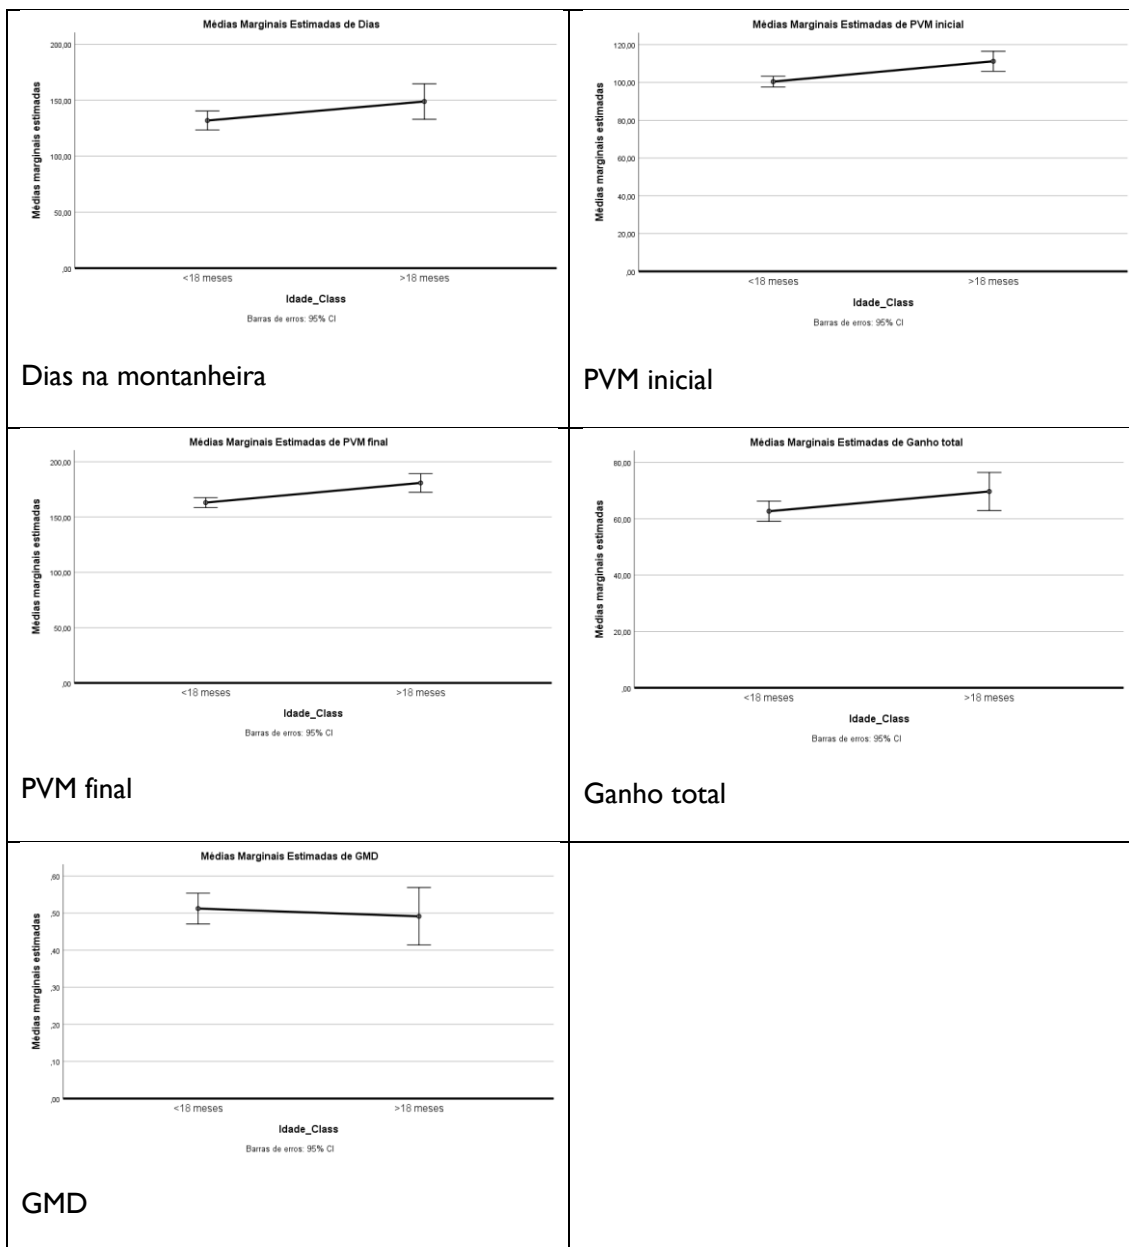 Médias Marginais Estimadas de Dias
Médias marginais estimadas
200,00
150,00
100,00
50,00
,00
<18 meses >18 meses
Idade_Class
Barras de erros: 95% CI
Dias na montanheira
Médias Marginais Estimadas de PVM inicial
Médias marginais estimadas
120,00
100,00
80,00
60,00
40,00
20,00
,00
<18 meses >18 meses
Idade_Class
Barras de erros: 95% CI
PVM inicial
Médias Marginais Estimadas de PVM final
Médias marginais estimadas
200,00
150,00
100,00
50,00
,00
<18 meses >18 meses
Idade_Class
Barras de erros: 95% CI
PVM final
Médias Marginais Estimadas de Ganho total
Médias marginais estimadas
80,00
60,00
40,00
20,00
,00
<18 meses >18 meses
Idade_Class
Barras de erros: 95% CI
Ganho total
Médias Marginais Estimadas de GMD
Médias marginais estimadas
,60
,50
,40
,30
,20
,10
,00
<18 meses >18 meses
Idade_Class
Barras de erros: 95% CI
GMD